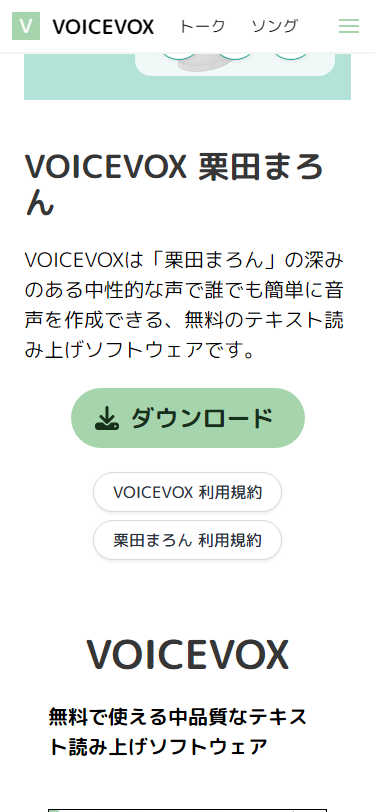 V VOICEVOX トーク ソング
VOICEVOX 栗田まろ
ん
VOICEVOXは「栗田まろん」の深み
のある中性的な声で誰でも簡単に音
声を作成できる、無料のテキスト読
み上げソフトウェアです。
ダウンロード
VOICEVOX 利用規約
栗田まろん 利用規約
VOICEVOX
無料で使える中品質なテキス
ト読み上げソフトウェア